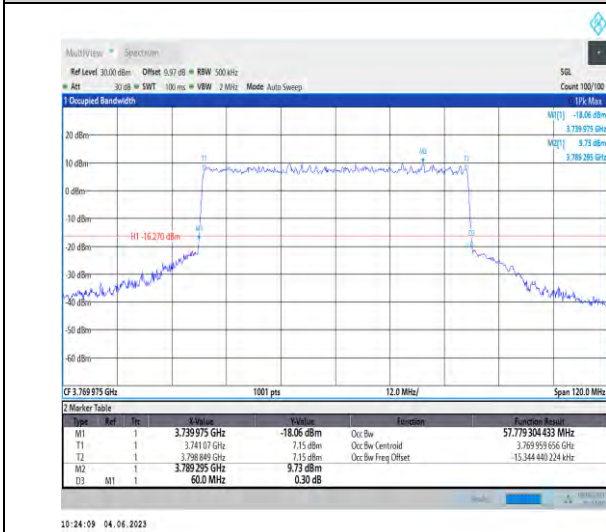 MultiView Spectrum
Ref Level 30.00 dBm Offset 9.97 dB RBW 500 kHz SGL
Att 30 dB SWT 100 ms VBW 2 MHz Mode Auto Sweep Count 100/100
1 Occupied Bandwidth 1Pk Max
M1[1] -18.06 dBm
3.739 975 GHz
M2[1] 9.73 dBm
3.789 295 GHz
20 dBm
M2
T1
10 dBm
0 dBm
-10 dBm
H1 -16.270 dBm
-20 dBm
-30 dBm
-40 dBm
-50 dBm
-60 dBm
CF 3.769 975 GHz 1001 pts 12.0 MHz/ Span 120.0 MHz
2 Marker Table
Type Ref Trc X-Value Y-Value Function Function Result
M1 1 3.739 975 GHz -18.06 dBm Occ Bw 57.779 304 433 MHz
T1 1 3.741 07 GHz 7.15 dBm Occ Bw Centroid 3.769 959 656 GHz
T2 1 3.798 849 GHz 7.15 dBm Occ Bw Freq Offset -15.344 440 224 kHz
M2 1 3.789 295 GHz 9.73 dBm
D3 M1 1 60.0 MHz 0.30 dB
10:24:09 04.06.2023